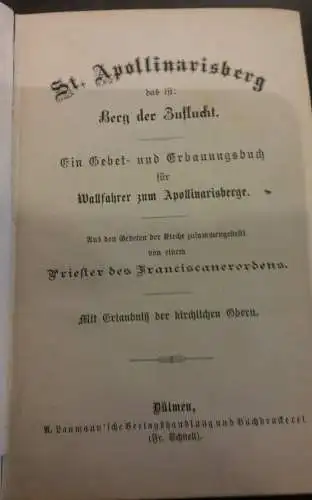 St. Apollinarisberg
das ist:
Berg der Zuflucht.
Ein Gebet- und Erbauungsbuch
für
Wallfahrer zum Apollinarisberge.
Aus den Gebeten der Kirche zusammengestellt
von einem
Priester des Franciscanerordens.
Mit Erlaubniß der kirchlichen Obern.
Dülmen,
A. Laumann'sche Verlagshandlung und Buchdruckerei
(Fr. Schnell).